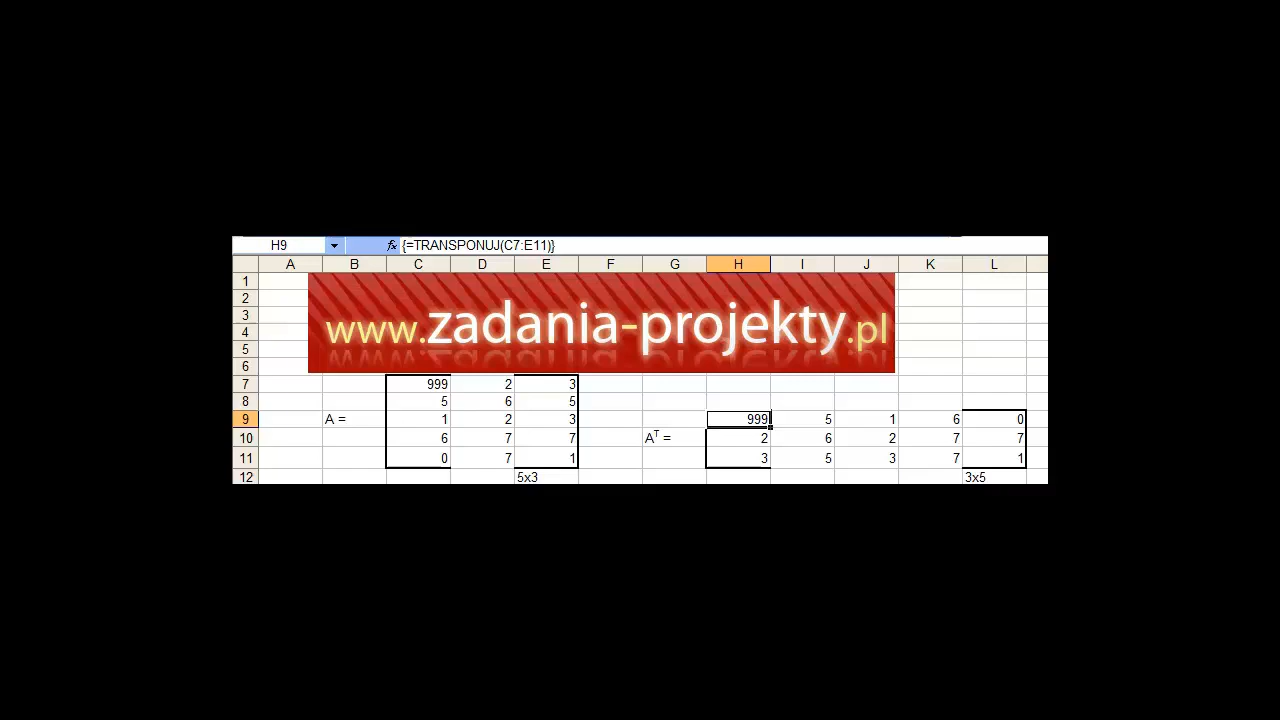 H9 fx {=TRANSPONUJ(C7:E11)}
A B C D E F G H I J K L
1
2
3
www.zadania-projekty.pl
4
5
6
7 999 2 3
8 5 6 5
9 A = 1 2 3 999 5 1 6 0
10 6 7 7 Aᵀ = 2 6 2 7 7
11 0 7 1 3 5 3 7 1
12 5x3 3x5